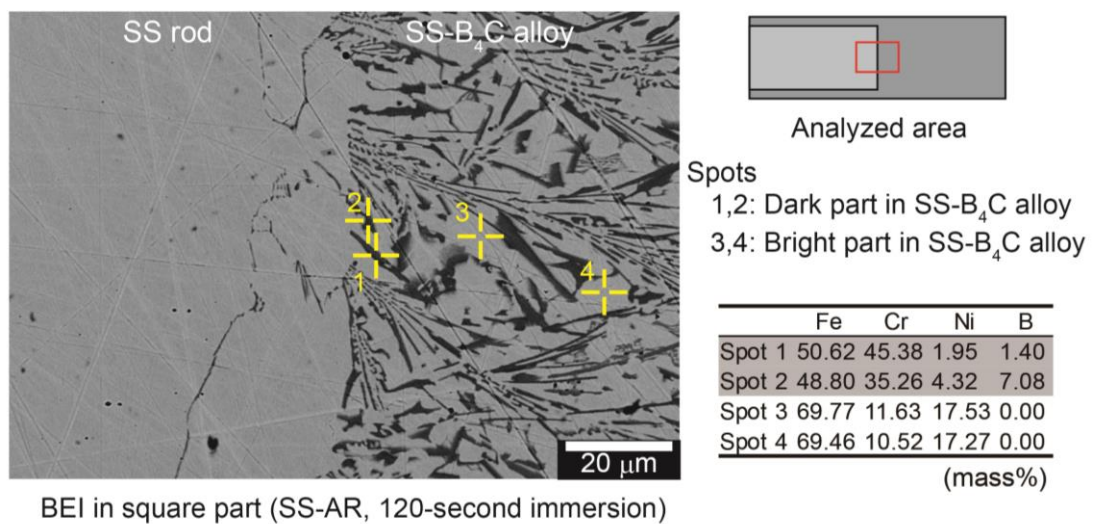 SS rod
SS-B₄C alloy
2
3
1
4
20 μm
BEI in square part (SS-AR, 120-second immersion)
Analyzed area
Spots
1,2: Dark part in SS-B₄C alloy
3,4: Bright part in SS-B₄C alloy
Fe Cr Ni B
Spot 1 50.62 45.38 1.95 1.40
Spot 2 48.80 35.26 4.32 7.08
Spot 3 69.77 11.63 17.53 0.00
Spot 4 69.46 10.52 17.27 0.00
(mass%)